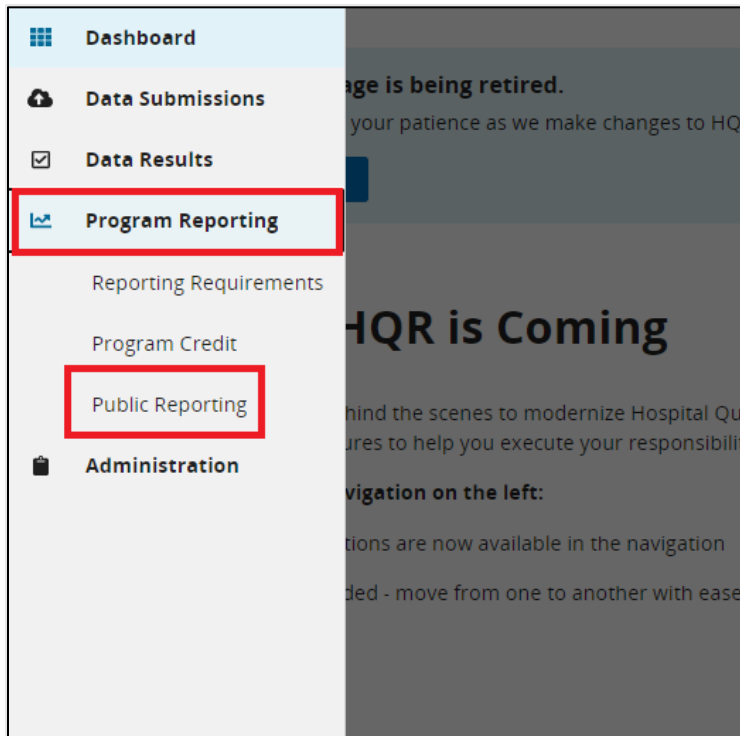 Dashboard
Data Submissions
Data Results
Program Reporting
Reporting Requirements
Program Credit
Public Reporting
Administration
age is being retired.
your patience as we make changes to HQ
HQR is Coming
hind the scenes to modernize Hospital Qu
ures to help you execute your responsibilit
vigation on the left:
tions are now available in the navigation
ded - move from one to another with ease